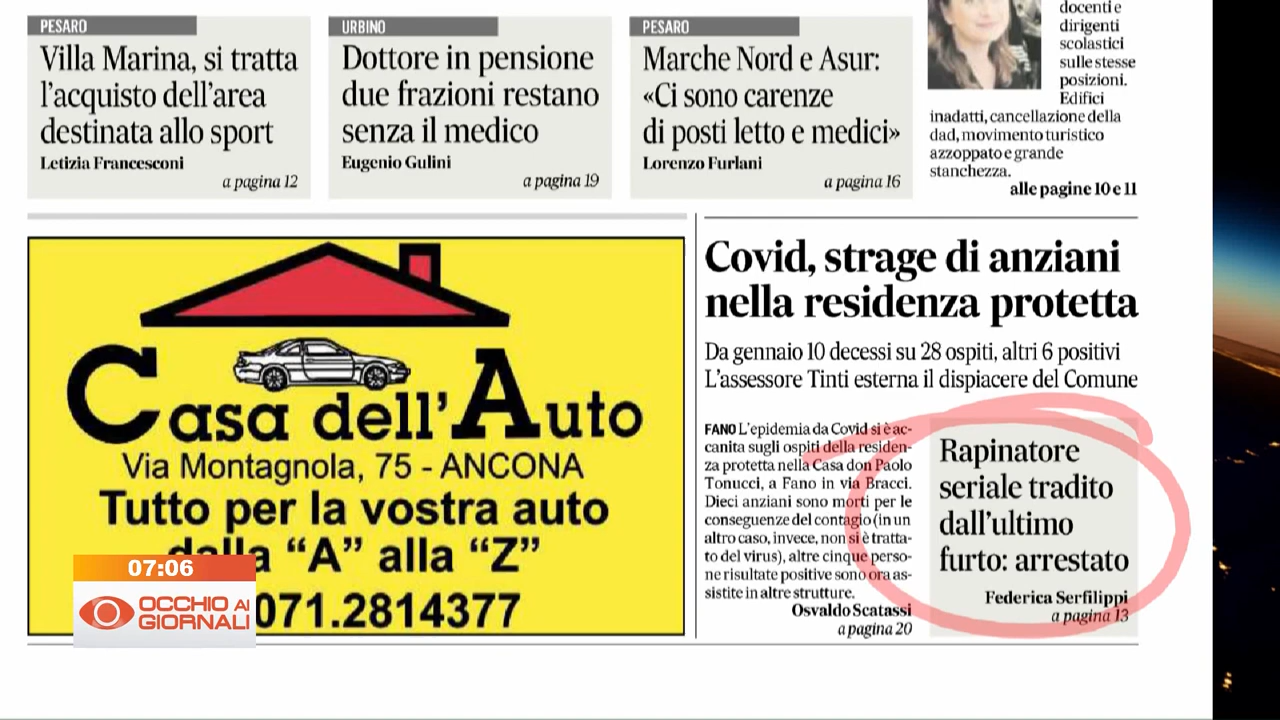 PESARO
Villa Marina, si tratta
l'acquisto dell'area
destinata allo sport
Letizia Francesconi
a pagina 12
URBINO
Dottore in pensione
due frazioni restano
senza il medico
Eugenio Gulini
a pagina 19
PESARO
Marche Nord e Asur:
«Ci sono carenze
di posti letto e medici»
Lorenzo Furlani
a pagina 16
docenti e
dirigenti
scolastici
sulle stesse
posizioni.
Edifici
inadatti, cancellazione della
dad, movimento turistico
azzoppato e grande
stanchezza.
alle pagine 10 e 11
Casa dell'Auto
Via Montagnola, 75 - ANCONA
Tutto per la vostra auto
dalla “A” alla “Z”
071.2814377
07:06
OCCHIO AI
GIORNALI
Covid, strage di anziani
nella residenza protetta
Da gennaio 10 decessi su 28 ospiti, altri 6 positivi
L'assessore Tinti esterna il dispiacere del Comune
FANO L'epidemia da Covid si è ac-
canita sugli ospiti della residen-
za protetta nella Casa don Paolo
Tonucci, a Fano in via Bracci.
Dieci anziani sono morti per le
conseguenze del contagio (in un
altro caso, invece, non si è tratta-
to del virus), altre cinque perso-
ne risultate positive sono ora as-
sistite in altre strutture.
Osvaldo Scatassi
a pagina 20
Rapinatore
seriale tradito
dall'ultimo
furto: arrestato
Federica Serfilippi
a pagina 13